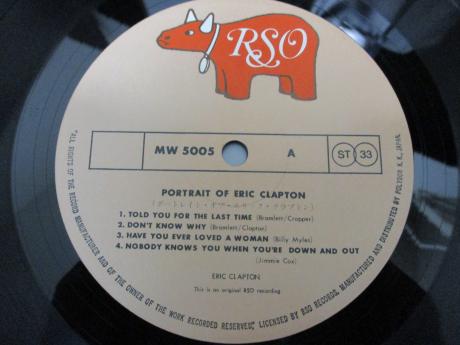 RSO
MW 5005 A ST 33
PORTRAIT OF ERIC CLAPTON
(ポートレイト・オブ・エリック・クラプトン)
1. TOLD YOU FOR THE LAST TIME (Bramlett/Cropper)
2. DON'T KNOW WHY (Bramlett/Clapton)
3. HAVE YOU EVER LOVED A WOMAN (Billy Myles)
4. NOBODY KNOWS YOU WHEN YOU'RE DOWN AND OUT
(Jimmie Cox)
ERIC CLAPTON
This is an original RSO recording
"ALL RIGHTS OF THE RECORD MANUFACTURER AND OF THE OWNER OF THE WORK RECORDED RESERVED", LICENSED BY RSO RECORDS, MANUFACTURED AND DISTRIBUTED BY POLYDOR K. K., JAPAN.